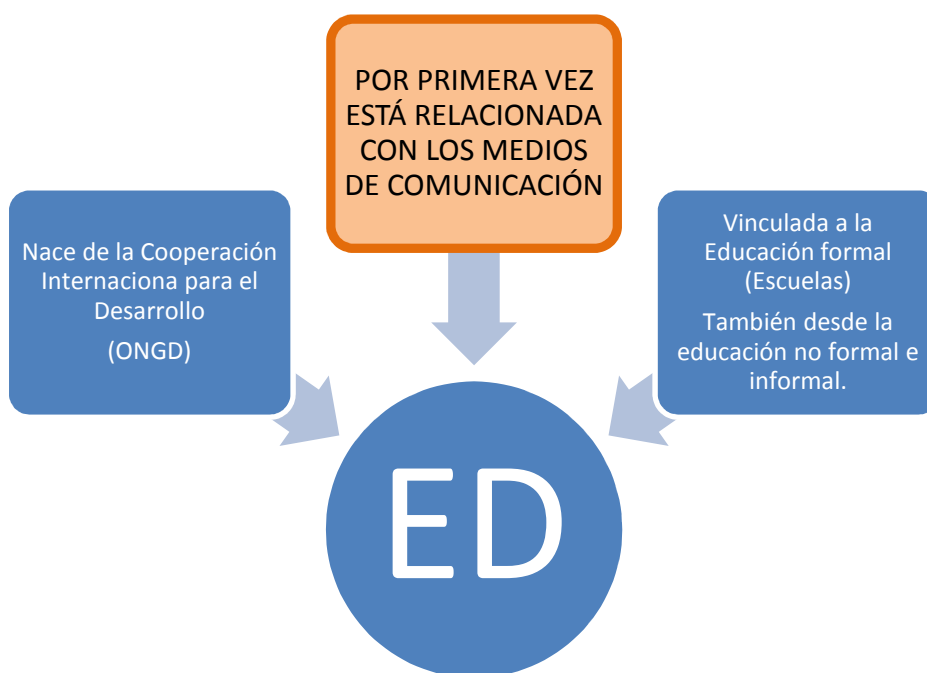 POR PRIMERA VEZ
ESTÁ RELACIONADA
CON LOS MEDIOS
DE COMUNICACIÓN
Nace de la Cooperación
Internaciona para el
Desarrollo
(ONGD)
Vinculada a la
Educación formal
(Escuelas)
También desde la
educación no formal e
informal.
ED